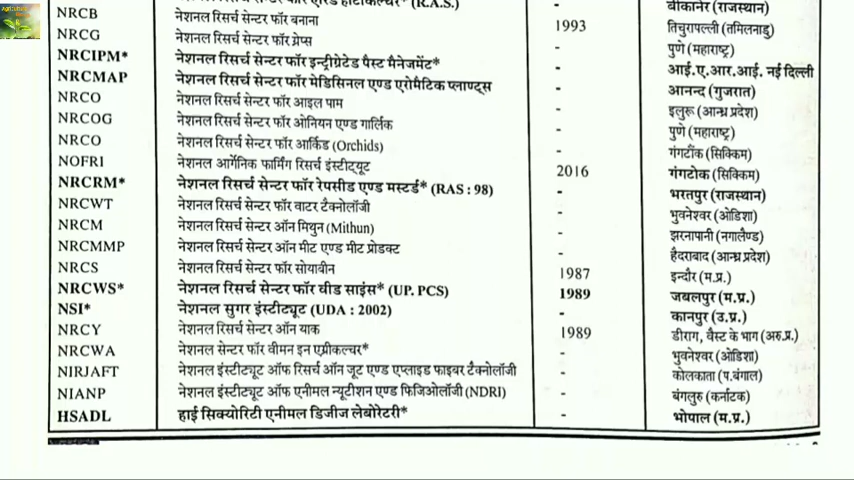 (R.A.S.) - बीकानेर (राजस्थान)
NRCB नेशनल रिसर्च सेन्टर फॉर बनाना 1993 तिचुरापल्ली (तमिलनाडु)
NRCG नेशनल रिसर्च सेन्टर फॉर ग्रेप्स - पुणे (महाराष्ट्र)
NRCIPM* नेशनल रिसर्च सेन्टर फॉर इन्ट्रीग्रेटेड पैस्ट मैनेजमेंट* - आई.ए.आर.आई. नई दिल्ली
NRCMAP नेशनल रिसर्च सेन्टर फॉर मेडिसिनल एण्ड एरोमैटिक प्लाण्ट्स - आनन्द (गुजरात)
NRCO नेशनल रिसर्च सेन्टर फॉर आइल पाम - इलुरू (आन्ध्र प्रदेश)
NRCOG नेशनल रिसर्च सेन्टर फॉर ओनियन एण्ड गार्लिक - पुणे (महाराष्ट्र)
NRCO नेशनल रिसर्च सेन्टर फॉर आर्किड (Orchids) - गंगटोंक (सिक्किम)
NOFRI नेशनल आर्गेनिक फार्मिंग रिसर्च इंस्टीट्यूट 2016 गंगटोक (सिक्किम)
NRCRM* नेशनल रिसर्च सेन्टर फॉर रेपसीड एण्ड मस्टर्ड* (RAS : 98) - भरतपुर (राजस्थान)
NRCWT नेशनल रिसर्च सेन्टर फॉर वाटर टैक्नोलॉजी - भुवनेश्वर (ओडिशा)
NRCM नेशनल रिसर्च सेन्टर ऑन मिथुन (Mithun) - झरनापानी (नगालैण्ड)
NRCMMP नेशनल रिसर्च सेन्टर ऑन मीट एण्ड मीट प्रोडक्ट - हैदराबाद (आन्ध्र प्रदेश)
NRCS नेशनल रिसर्च सेन्टर फॉर सोयाबीन 1987 इन्दौर (म.प्र.)
NRCWS* नेशनल रिसर्च सेन्टर फॉर वीड साइंस* (UP. PCS) 1989 जबलपुर (म.प्र.)
NSI* नेशनल सुगर इंस्टीट्यूट (UDA : 2002) - कानपुर (उ.प्र.)
NRCY नेशनल रिसर्च सेन्टर ऑन याक 1989 डीराग, वैस्ट के भाग (अरु.प्र.)
NRCWA नेशनल सेन्टर फॉर वीमन इन एग्रीकल्चर* - भुवनेश्वर (ओडिशा)
NIRJAFT नेशनल इंस्टीट्यूट ऑफ रिसर्च ऑन जूट एण्ड एप्लाइड फाइबर टैक्नोलॉजी - कोलकाता (प.बंगाल)
NIANP नेशनल इंस्टीट्यूट ऑफ एनीमल न्यूटीशन एण्ड फिजिओलॉजी (NDRI) - बंगलुरु (कर्नाटक)
HSADL हाई सिक्योरिटी एनीमल डिजीज लेबोरेटरी* - भोपाल (म.प्र.)